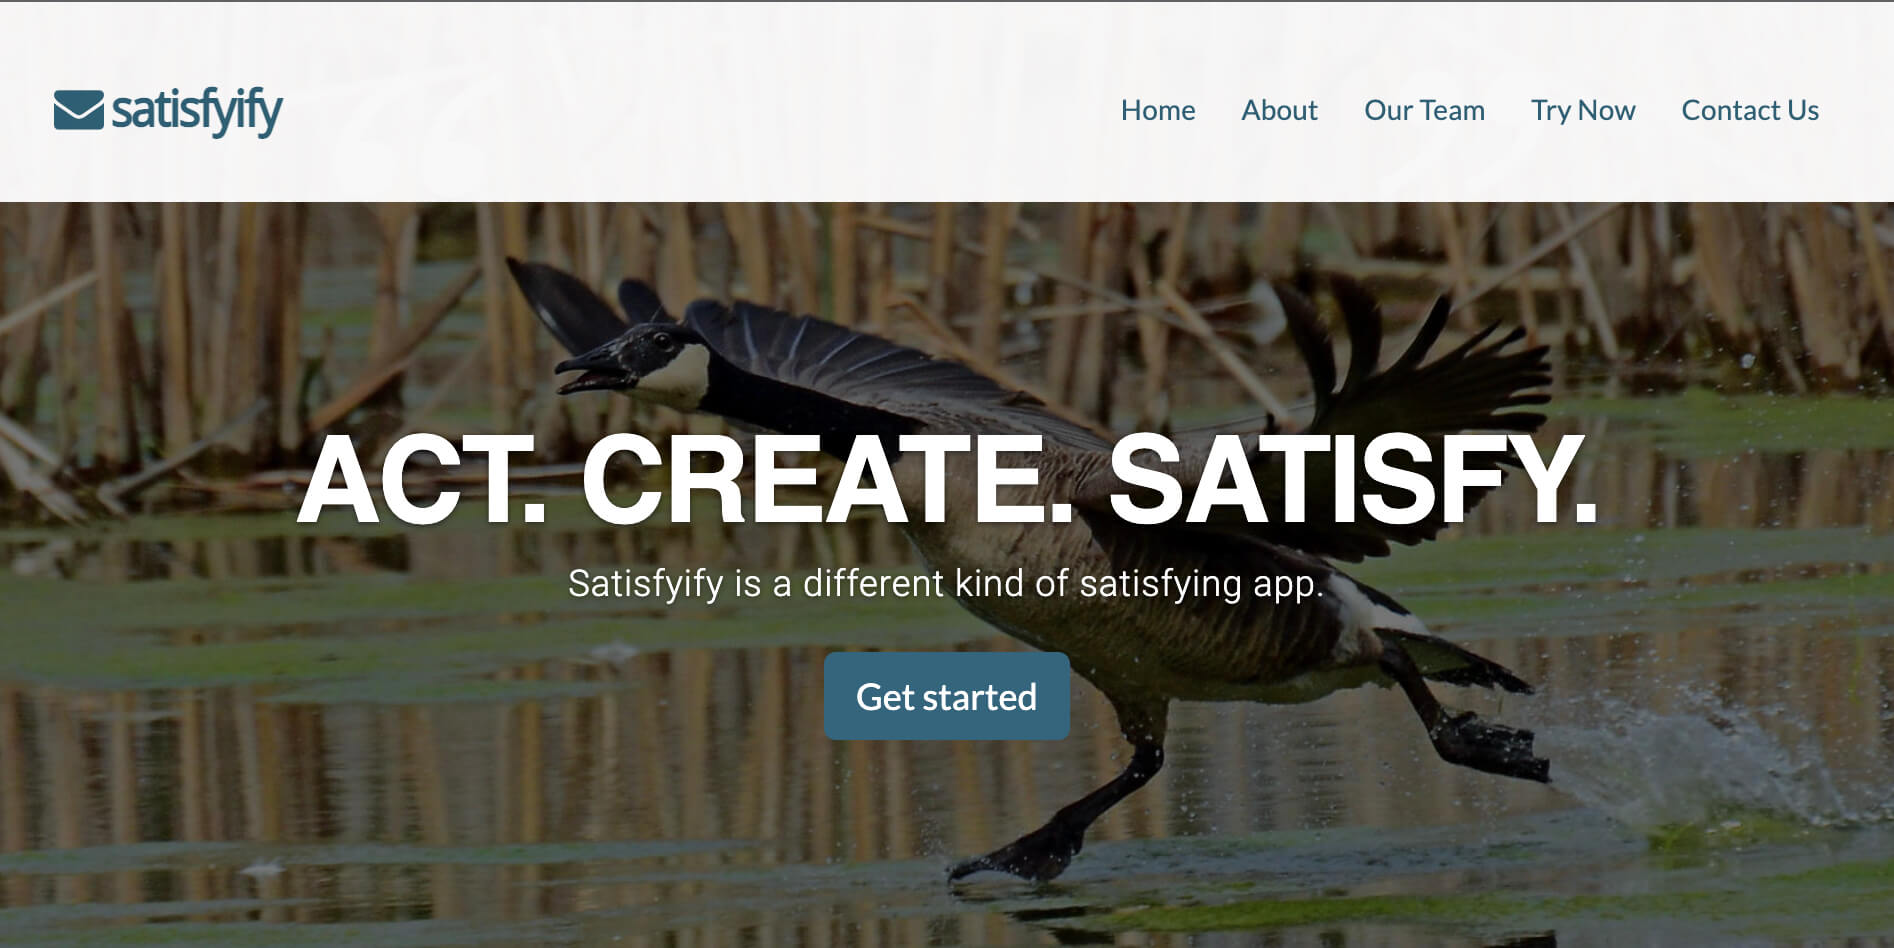 satisfyify
Home About Our Team Try Now Contact Us
ACT. CREATE. SATISFY.
Satisfyify is a different kind of satisfying app.
Get started